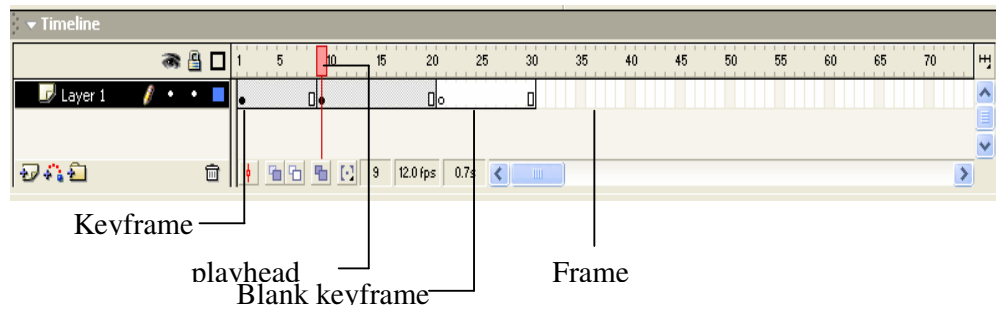 Timeline
1 5 10 15 20 25 30 35 40 45 50 55 60 65 70
Layer 1
9 12.0 fps 0.7s
Keyframe
playhead
Frame
Blank keyframe